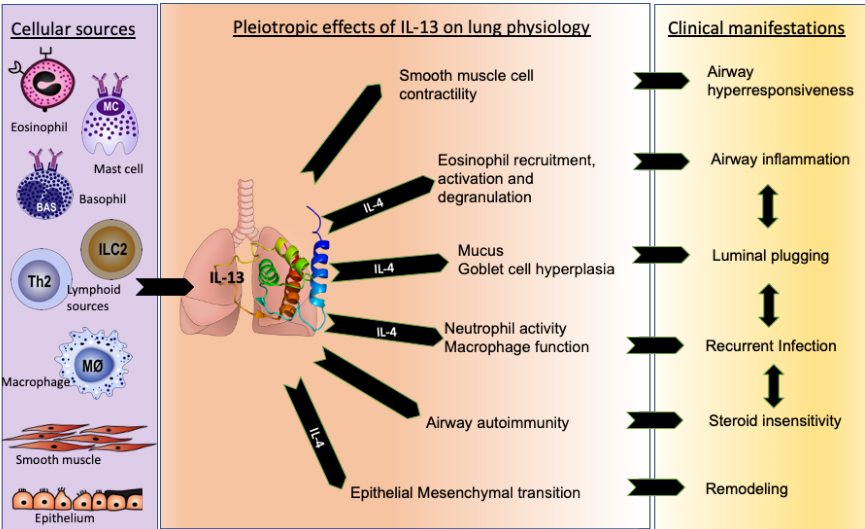 Cellular sources
Eosinophil
MC
Mast cell
BAS
Basophil
ILC2
Th2
Lymphoid
sources
MØ
Macrophage
Smooth muscle
Epithelium
Pleiotropic effects of IL-13 on lung physiology
IL-13
Smooth muscle cell
contractility
IL-4
Eosinophil recruitment,
activation and
degranulation
IL-4
Mucus
Goblet cell hyperplasia
IL-4
Neutrophil activity
Macrophage function
Airway autoimmunity
IL-4
Epithelial Mesenchymal transition
Clinical manifestations
Airway
hyperresponsiveness
Airway inflammation
Luminal plugging
Recurrent Infection
Steroid insensitivity
Remodeling